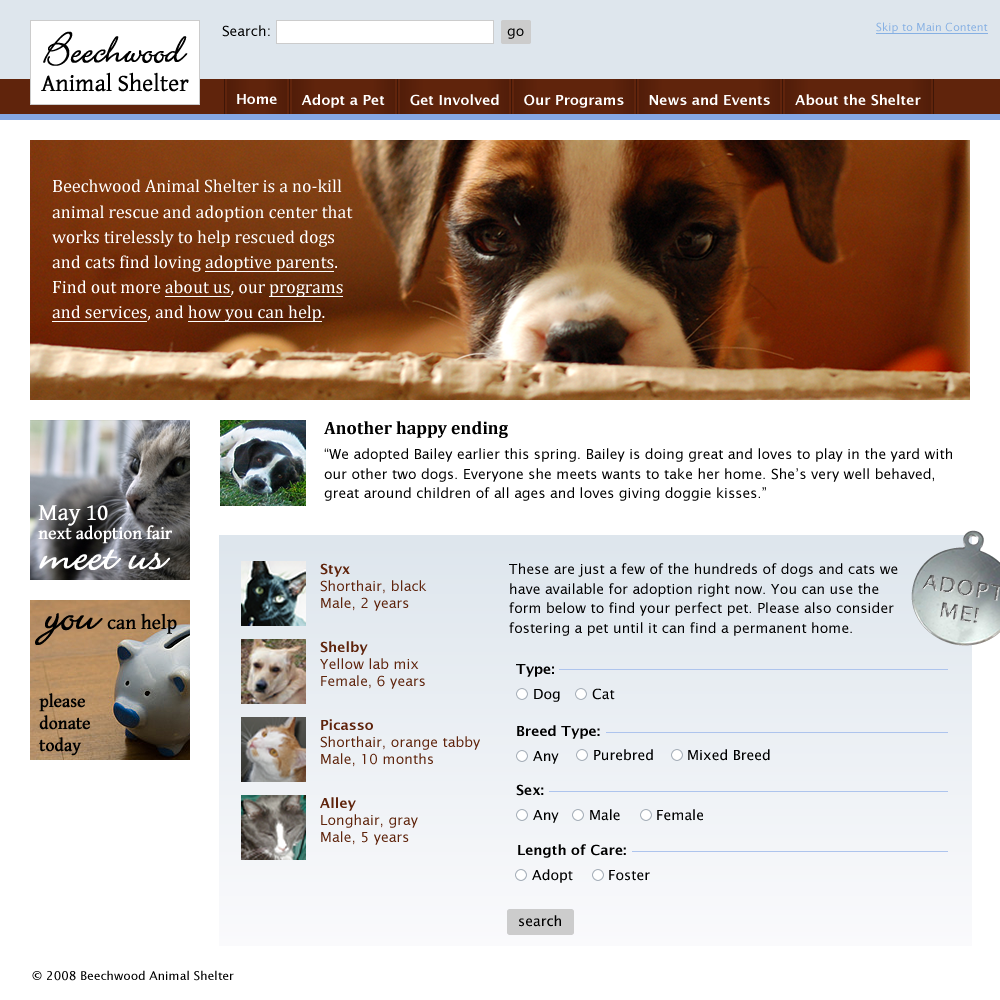 Beechwood
Animal Shelter
Search:
go
Skip to Main Content
Home
Adopt a Pet
Get Involved
Our Programs
News and Events
About the Shelter
Beechwood Animal Shelter is a no-kill
animal rescue and adoption center that
works tirelessly to help rescued dogs
and cats find loving adoptive parents.
Find out more about us, our programs
and services, and how you can help.
May 10
next adoption fair
meet us
you can help
please
donate
today
Another happy ending
“We adopted Bailey earlier this spring. Bailey is doing great and loves to play in the yard with
our other two dogs. Everyone she meets wants to take her home. She’s very well behaved,
great around children of all ages and loves giving doggie kisses.”
Styx
Shorthair, black
Male, 2 years
Shelby
Yellow lab mix
Female, 6 years
Picasso
Shorthair, orange tabby
Male, 10 months
Alley
Longhair, gray
Male, 5 years
These are just a few of the hundreds of dogs and cats we
have available for adoption right now. You can use the
form below to find your perfect pet. Please also consider
fostering a pet until it can find a permanent home.
ADOPT
ME!
Type:
Dog
Cat
Breed Type:
Any
Purebred
Mixed Breed
Sex:
Any
Male
Female
Length of Care:
Adopt
Foster
search
© 2008 Beechwood Animal Shelter